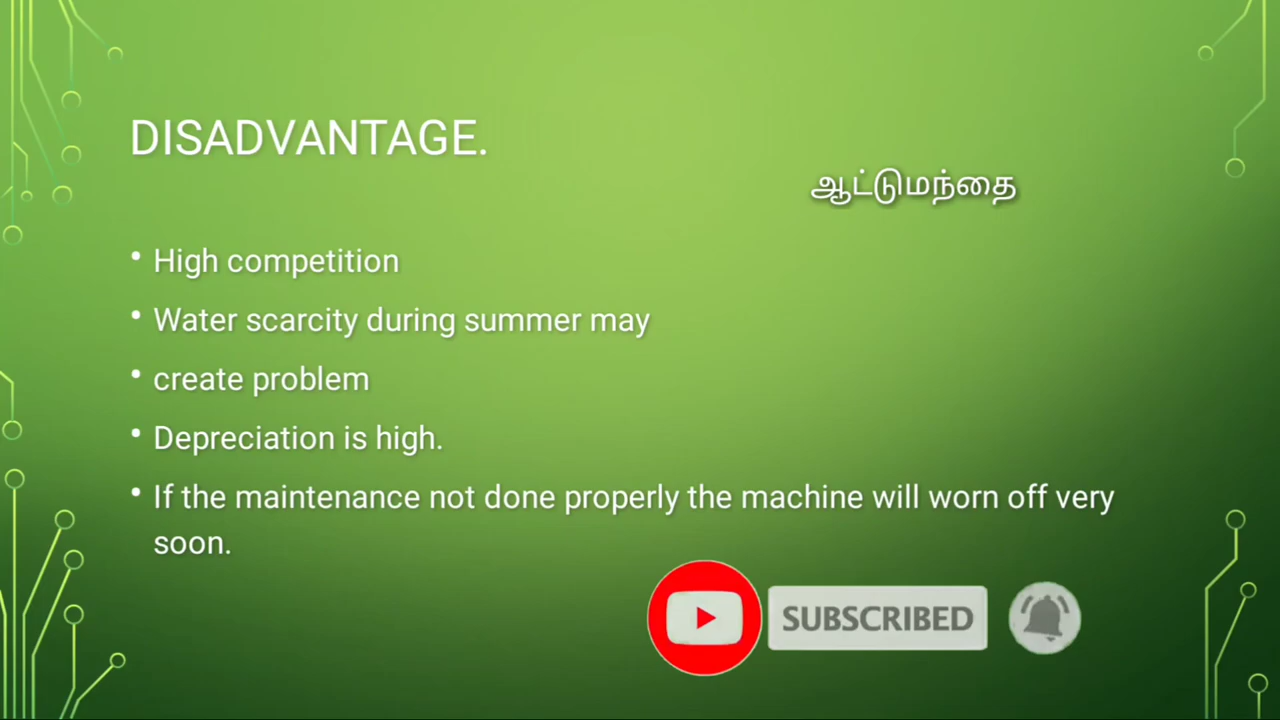 DISADVANTAGE.
ஆட்டுமந்தை
• High competition
• Water scarcity during summer may
• create problem
• Depreciation is high.
• If the maintenance not done properly the machine will worn off very
soon.
SUBSCRIBED